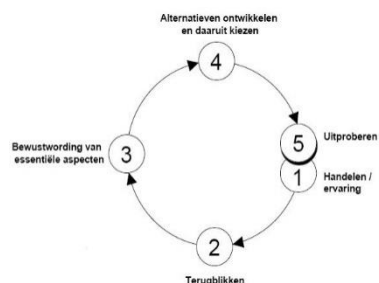 Alternatieven ontwikkelen
en daaruit kiezen
4
5
Uitproberen
Bewustwording van
essentiële aspecten
3
1
Handelen /
ervaring
2
Terugblikken